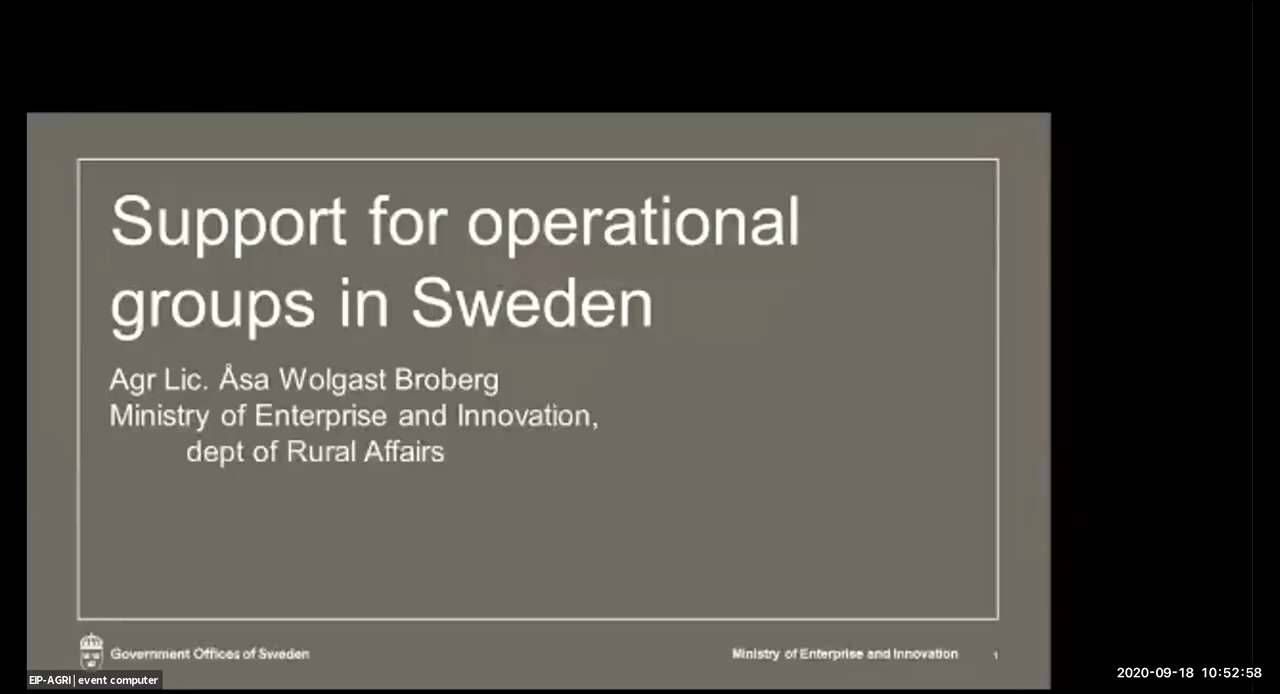 Support for operational
groups in Sweden
Agr Lic. Åsa Wolgast Broberg
Ministry of Enterprise and Innovation,
dept of Rural Affairs
Government Offices of Sweden
Ministry of Enterprise and Innovation
1
EIP-AGRI | event computer
2020-09-18 10:52:58